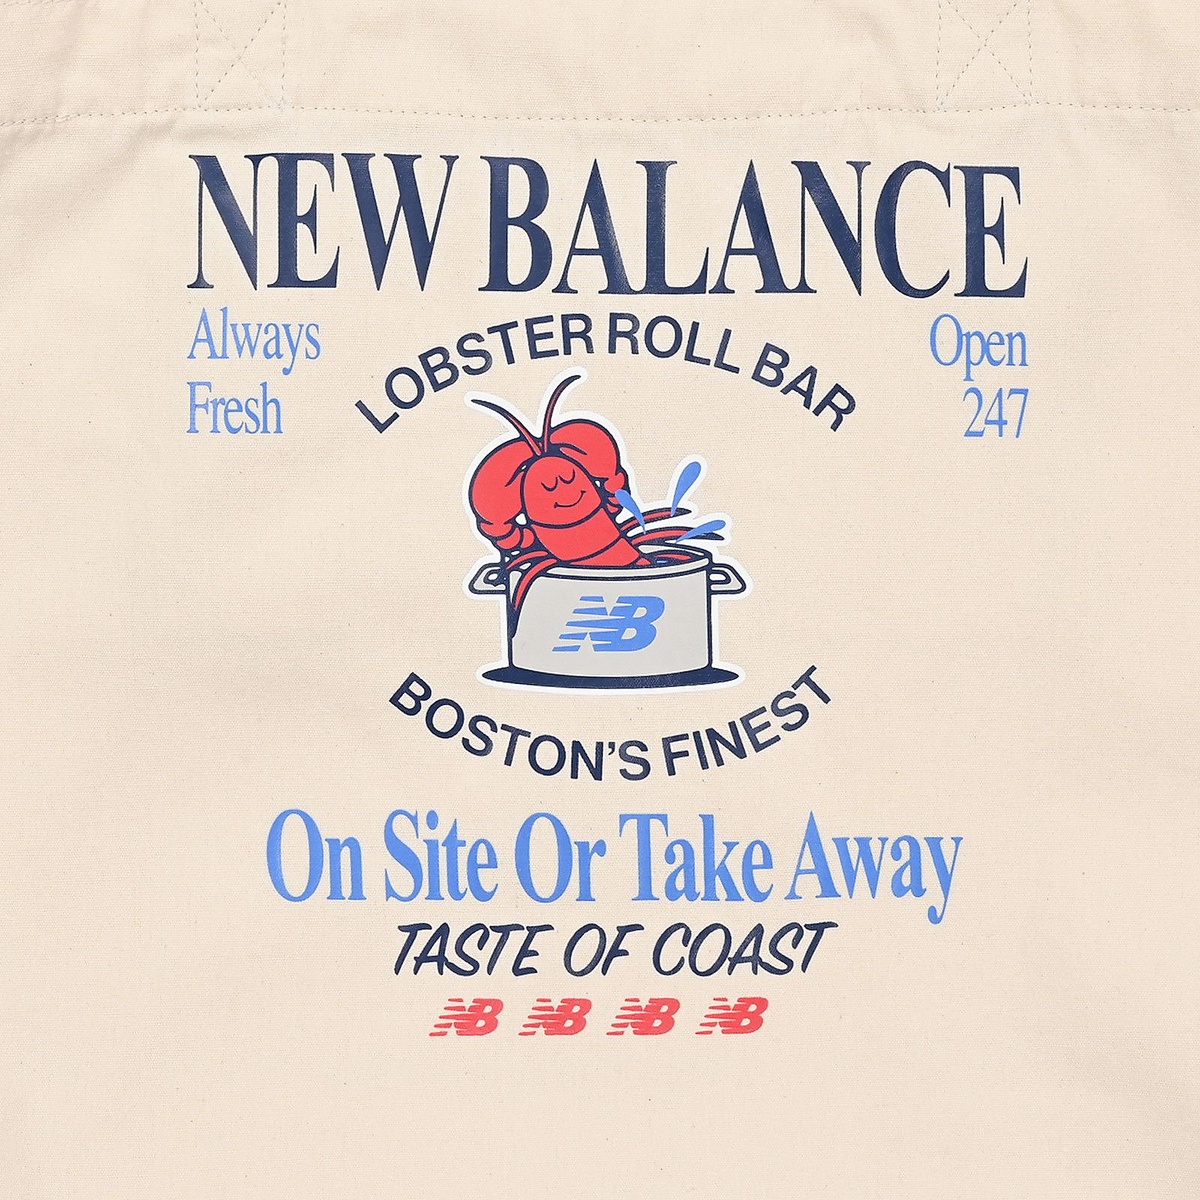 NEW BALANCE
Always
Fresh
Open
247
LOBSTER ROLL BAR
NB
BOSTON'S FINEST
On Site Or Take Away
TASTE OF COAST
NB NB NB NB